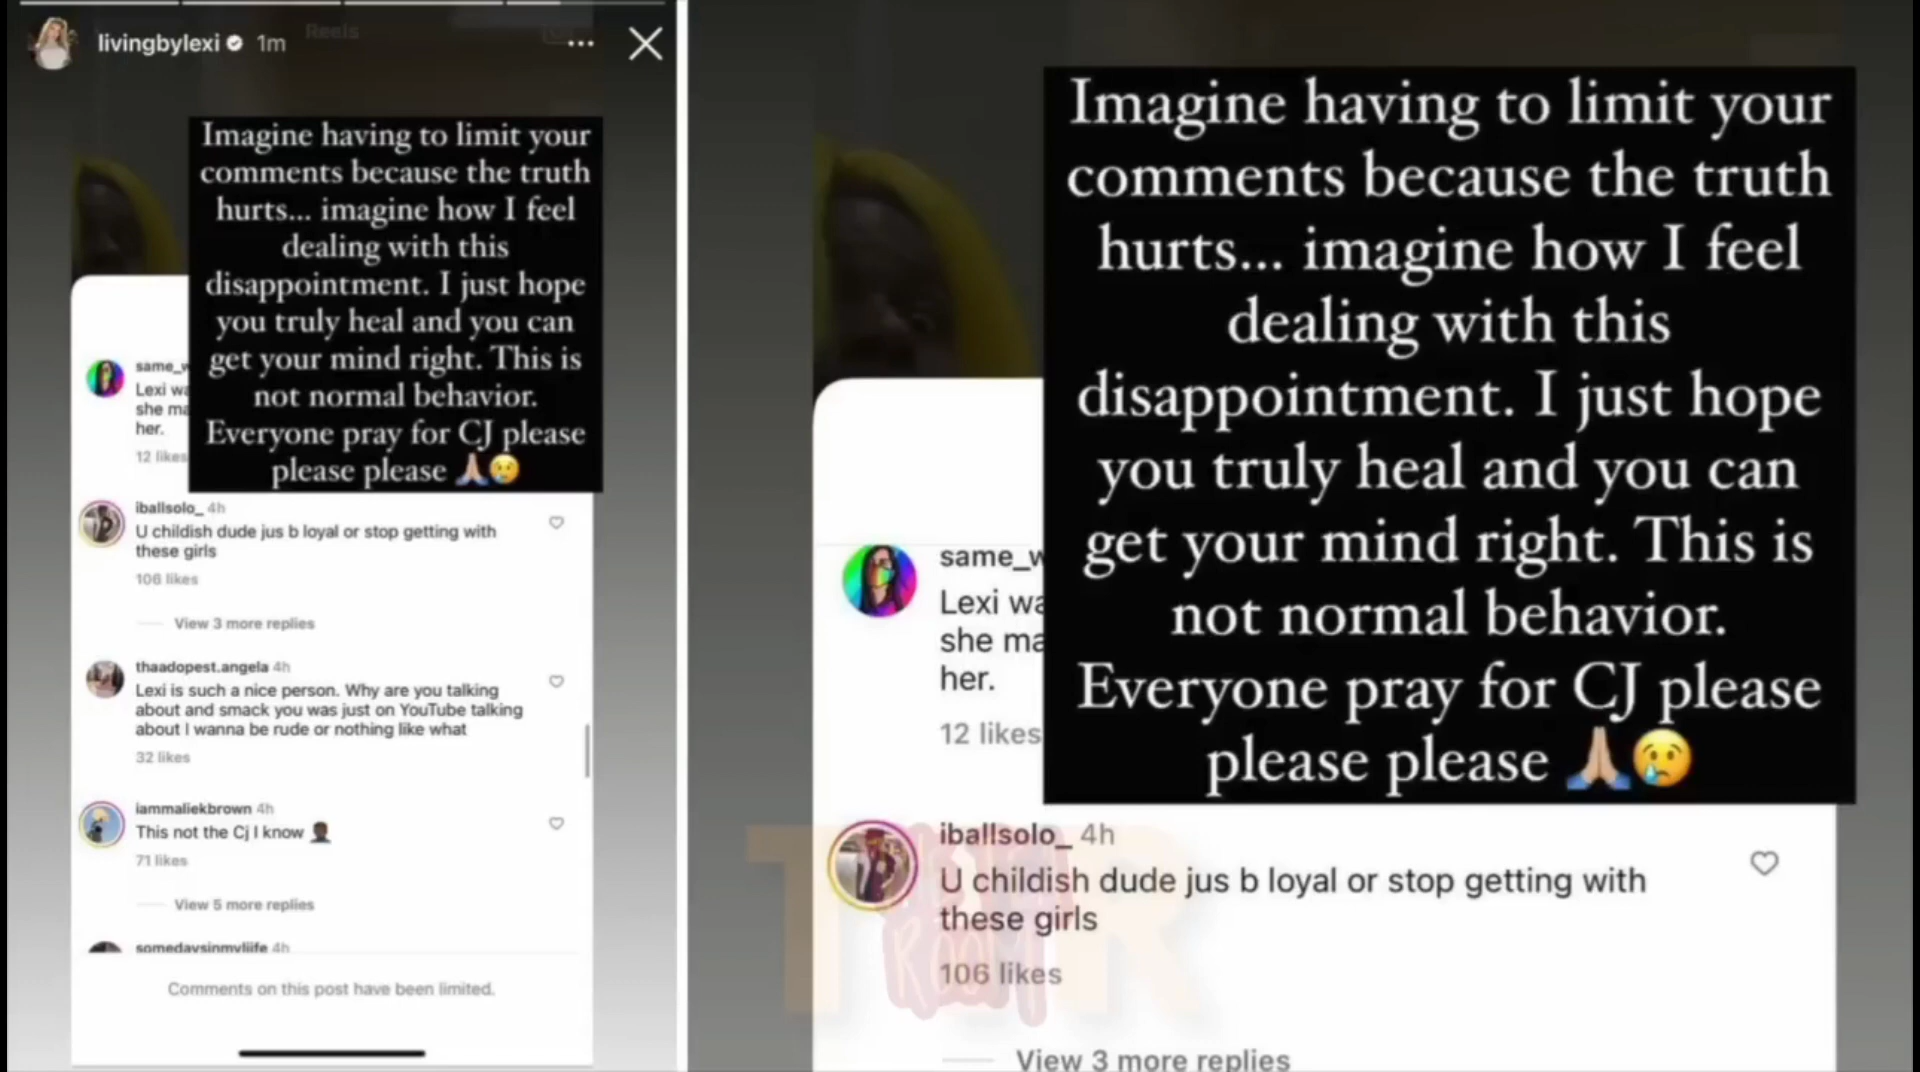 Reels
livingbylexi 1m
Imagine having to limit your
comments because the truth
hurts... imagine how I feel
dealing with this
disappointment. I just hope
you truly heal and you can
get your mind right. This is
not normal behavior.
Everyone pray for CJ please
please please 🙏🏼😢
same_w
Lexi wa
she ma
her.
12 likes
iballsolo_ 4h
U childish dude jus b loyal or stop getting with
these girls
106 likes
View 3 more replies
thaadopest.angela 4h
Lexi is such a nice person. Why are you talking
about and smack you was just on YouTube talking
about I wanna be rude or nothing like what
32 likes
iammaliekbrown 4h
This not the Cj I know 🤦🏾‍♂️
71 likes
View 5 more replies
somedaysinmyliife 4h
Comments on this post have been limited.
Imagine having to limit your
comments because the truth
hurts... imagine how I feel
dealing with this
disappointment. I just hope
you truly heal and you can
get your mind right. This is
not normal behavior.
Everyone pray for CJ please
please please 🙏🏼😢
same_w
Lexi wa
she ma
her.
12 likes
iballsolo_ 4h
U childish dude jus b loyal or stop getting with
these girls
106 likes
View 3 more replies
T R
ROOM